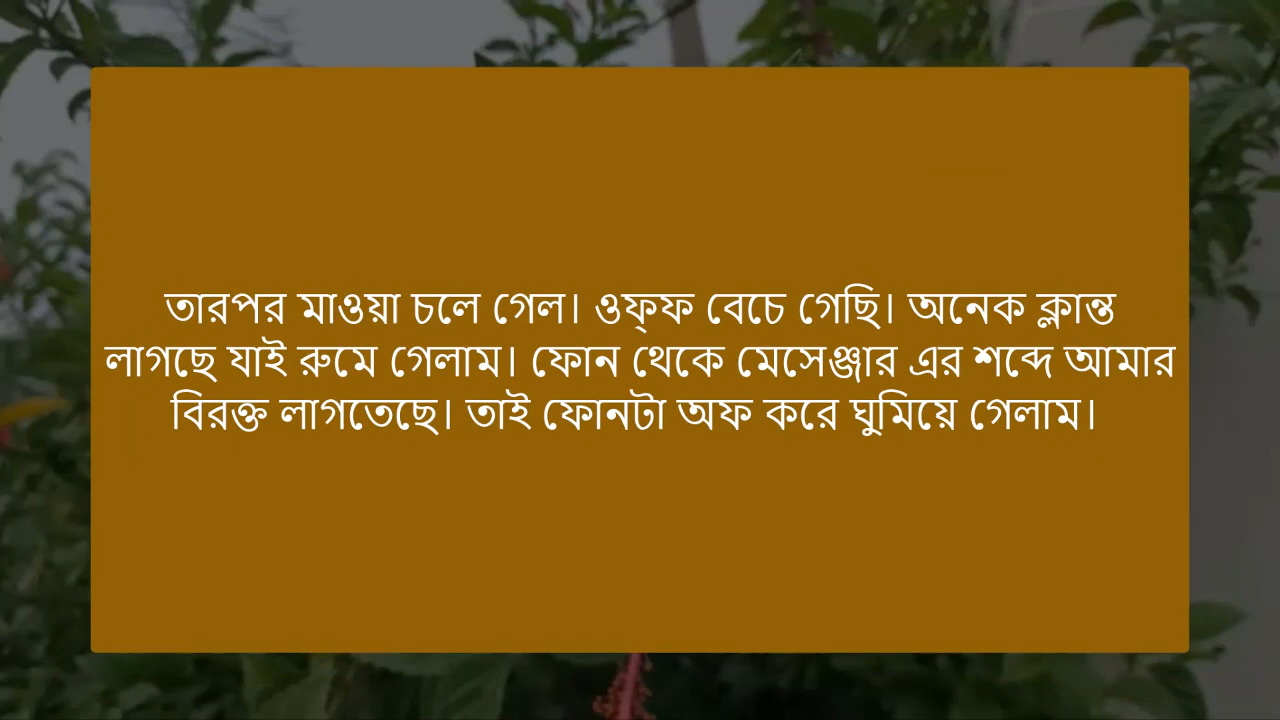 তারপর মাওয়া চলে গেল। ওফ্ফ বেচে গেছি। অনেক ক্লান্ত
লাগছে যাই রুমে গেলাম। ফোন থেকে মেসেঞ্জার এর শব্দে আমার
বিরক্ত লাগতেছে। তাই ফোনটা অফ করে ঘুমিয়ে গেলাম।